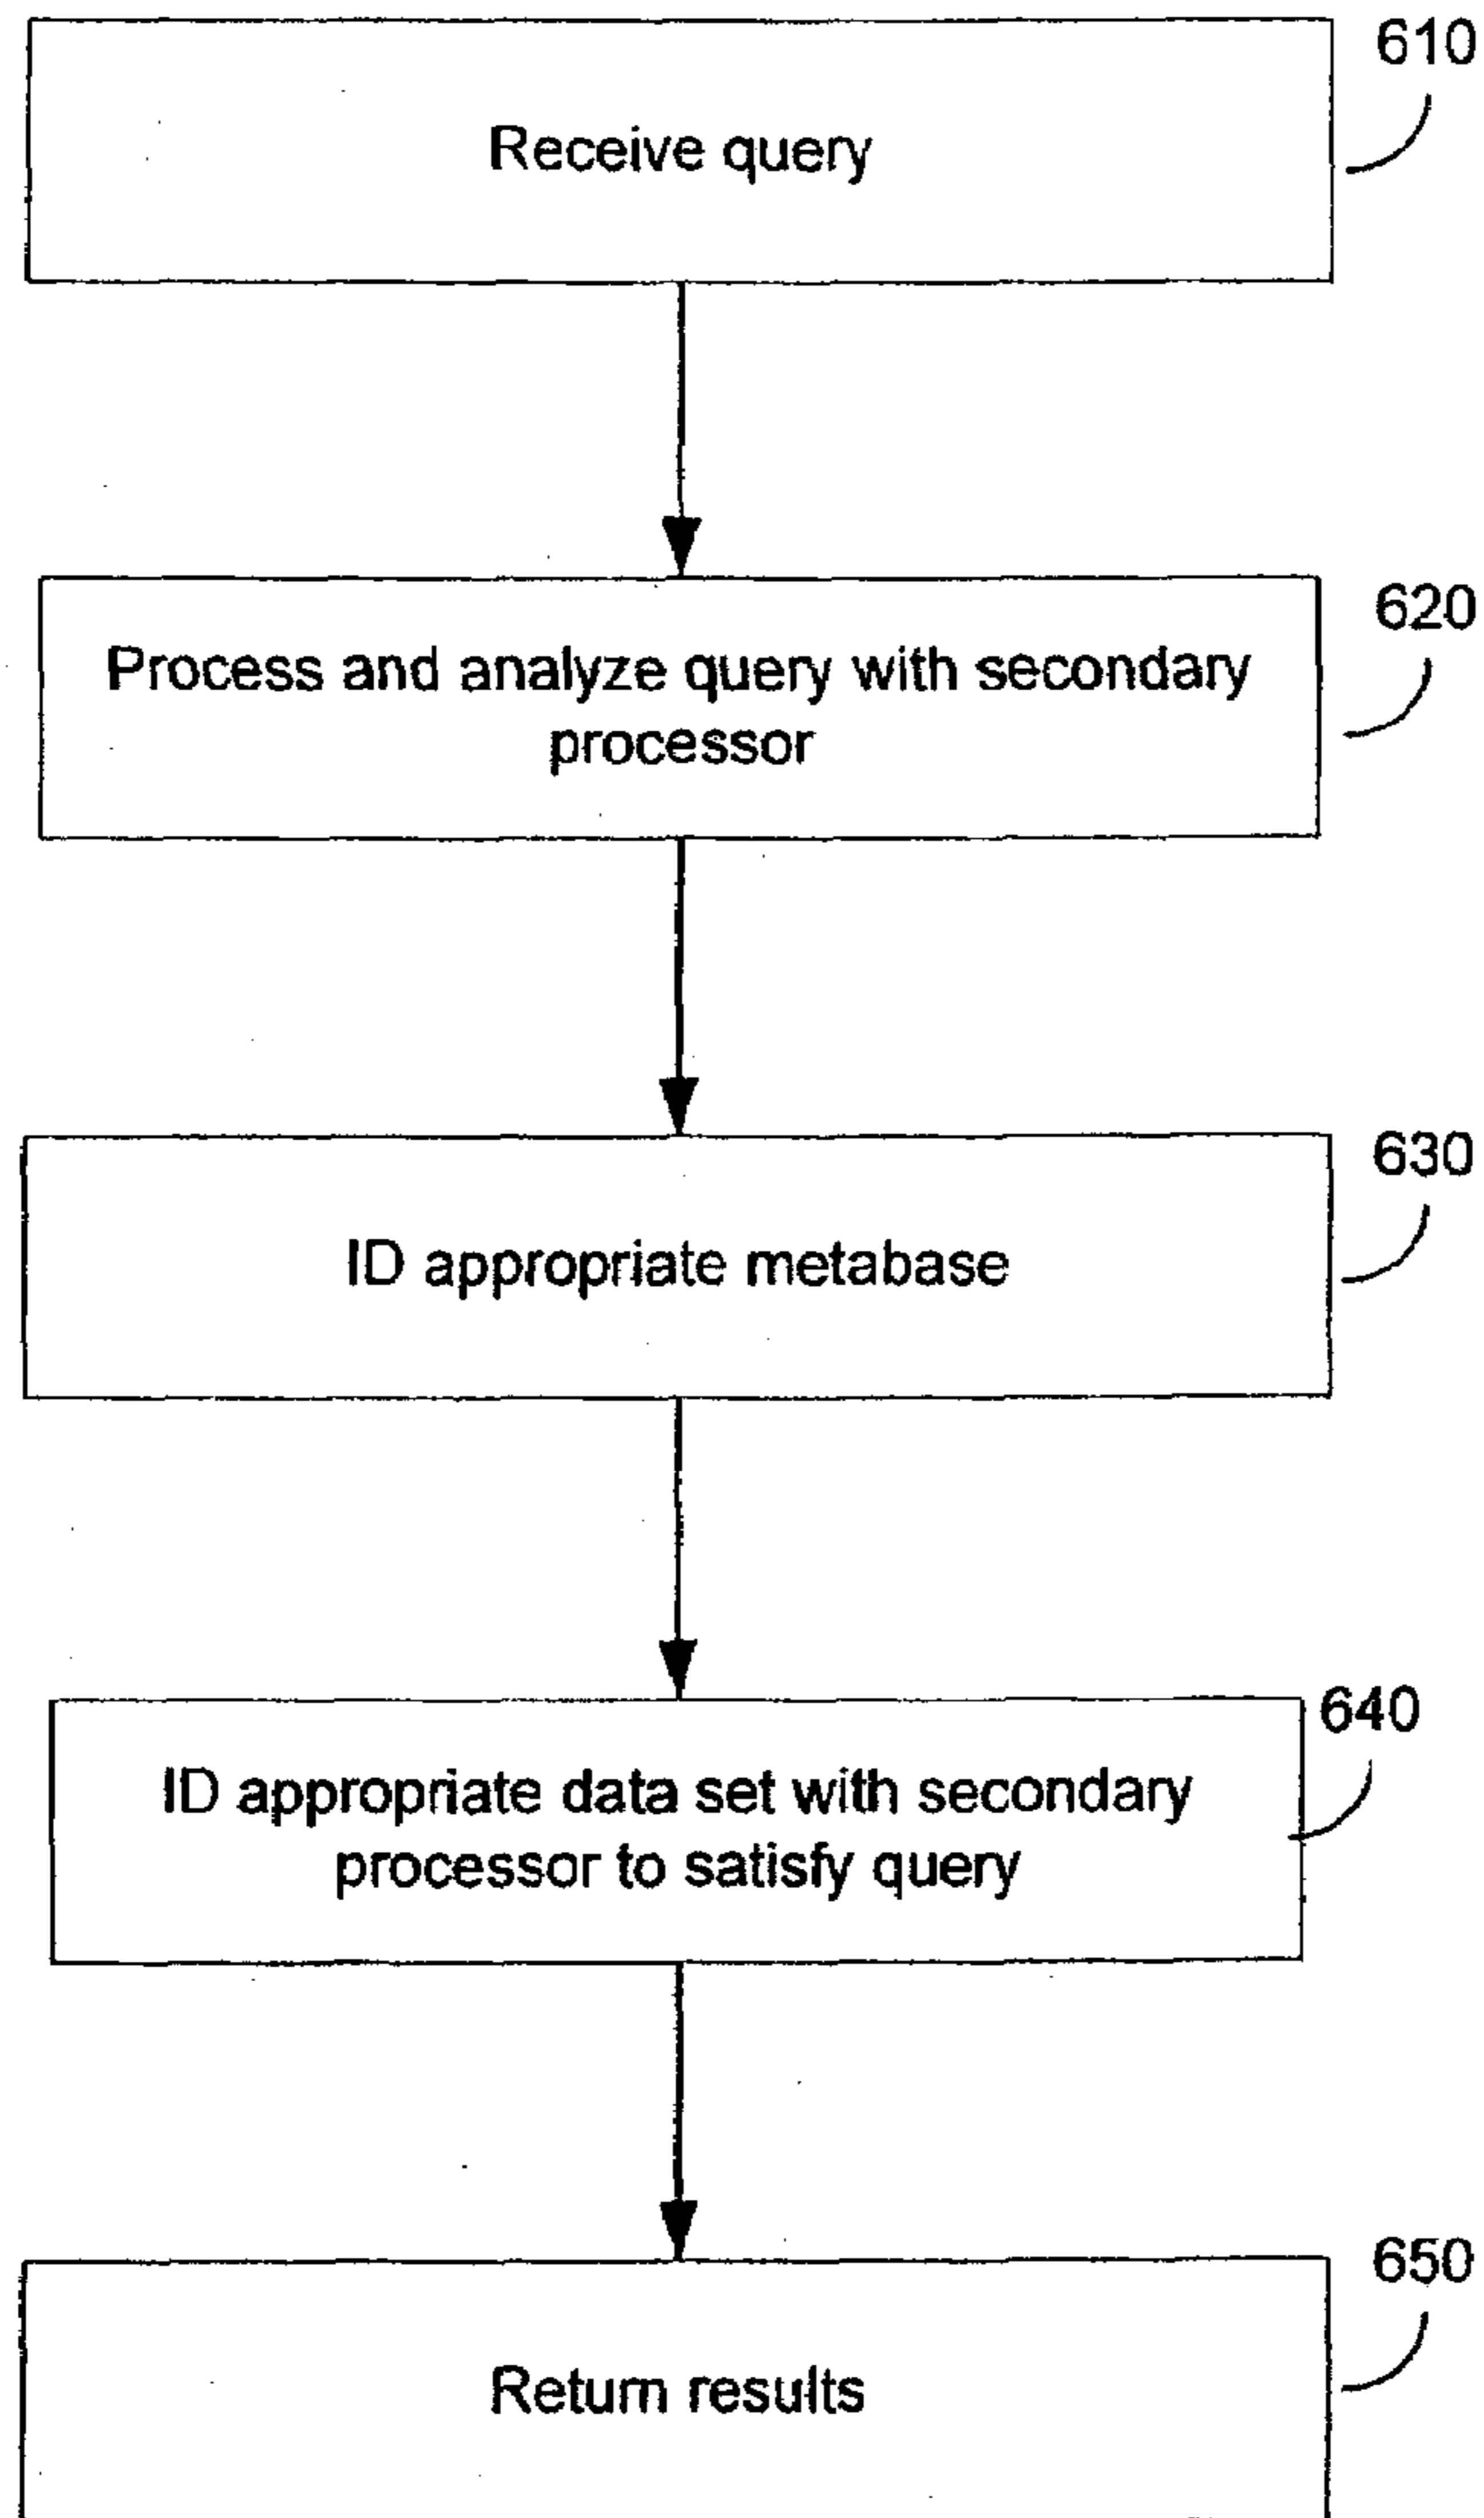 610
Receive query
620
Process and analyze query with secondary
processor
630
ID appropriate metabase
640
ID appropriate data set with secondary
processor to satisfy query
650
Return results